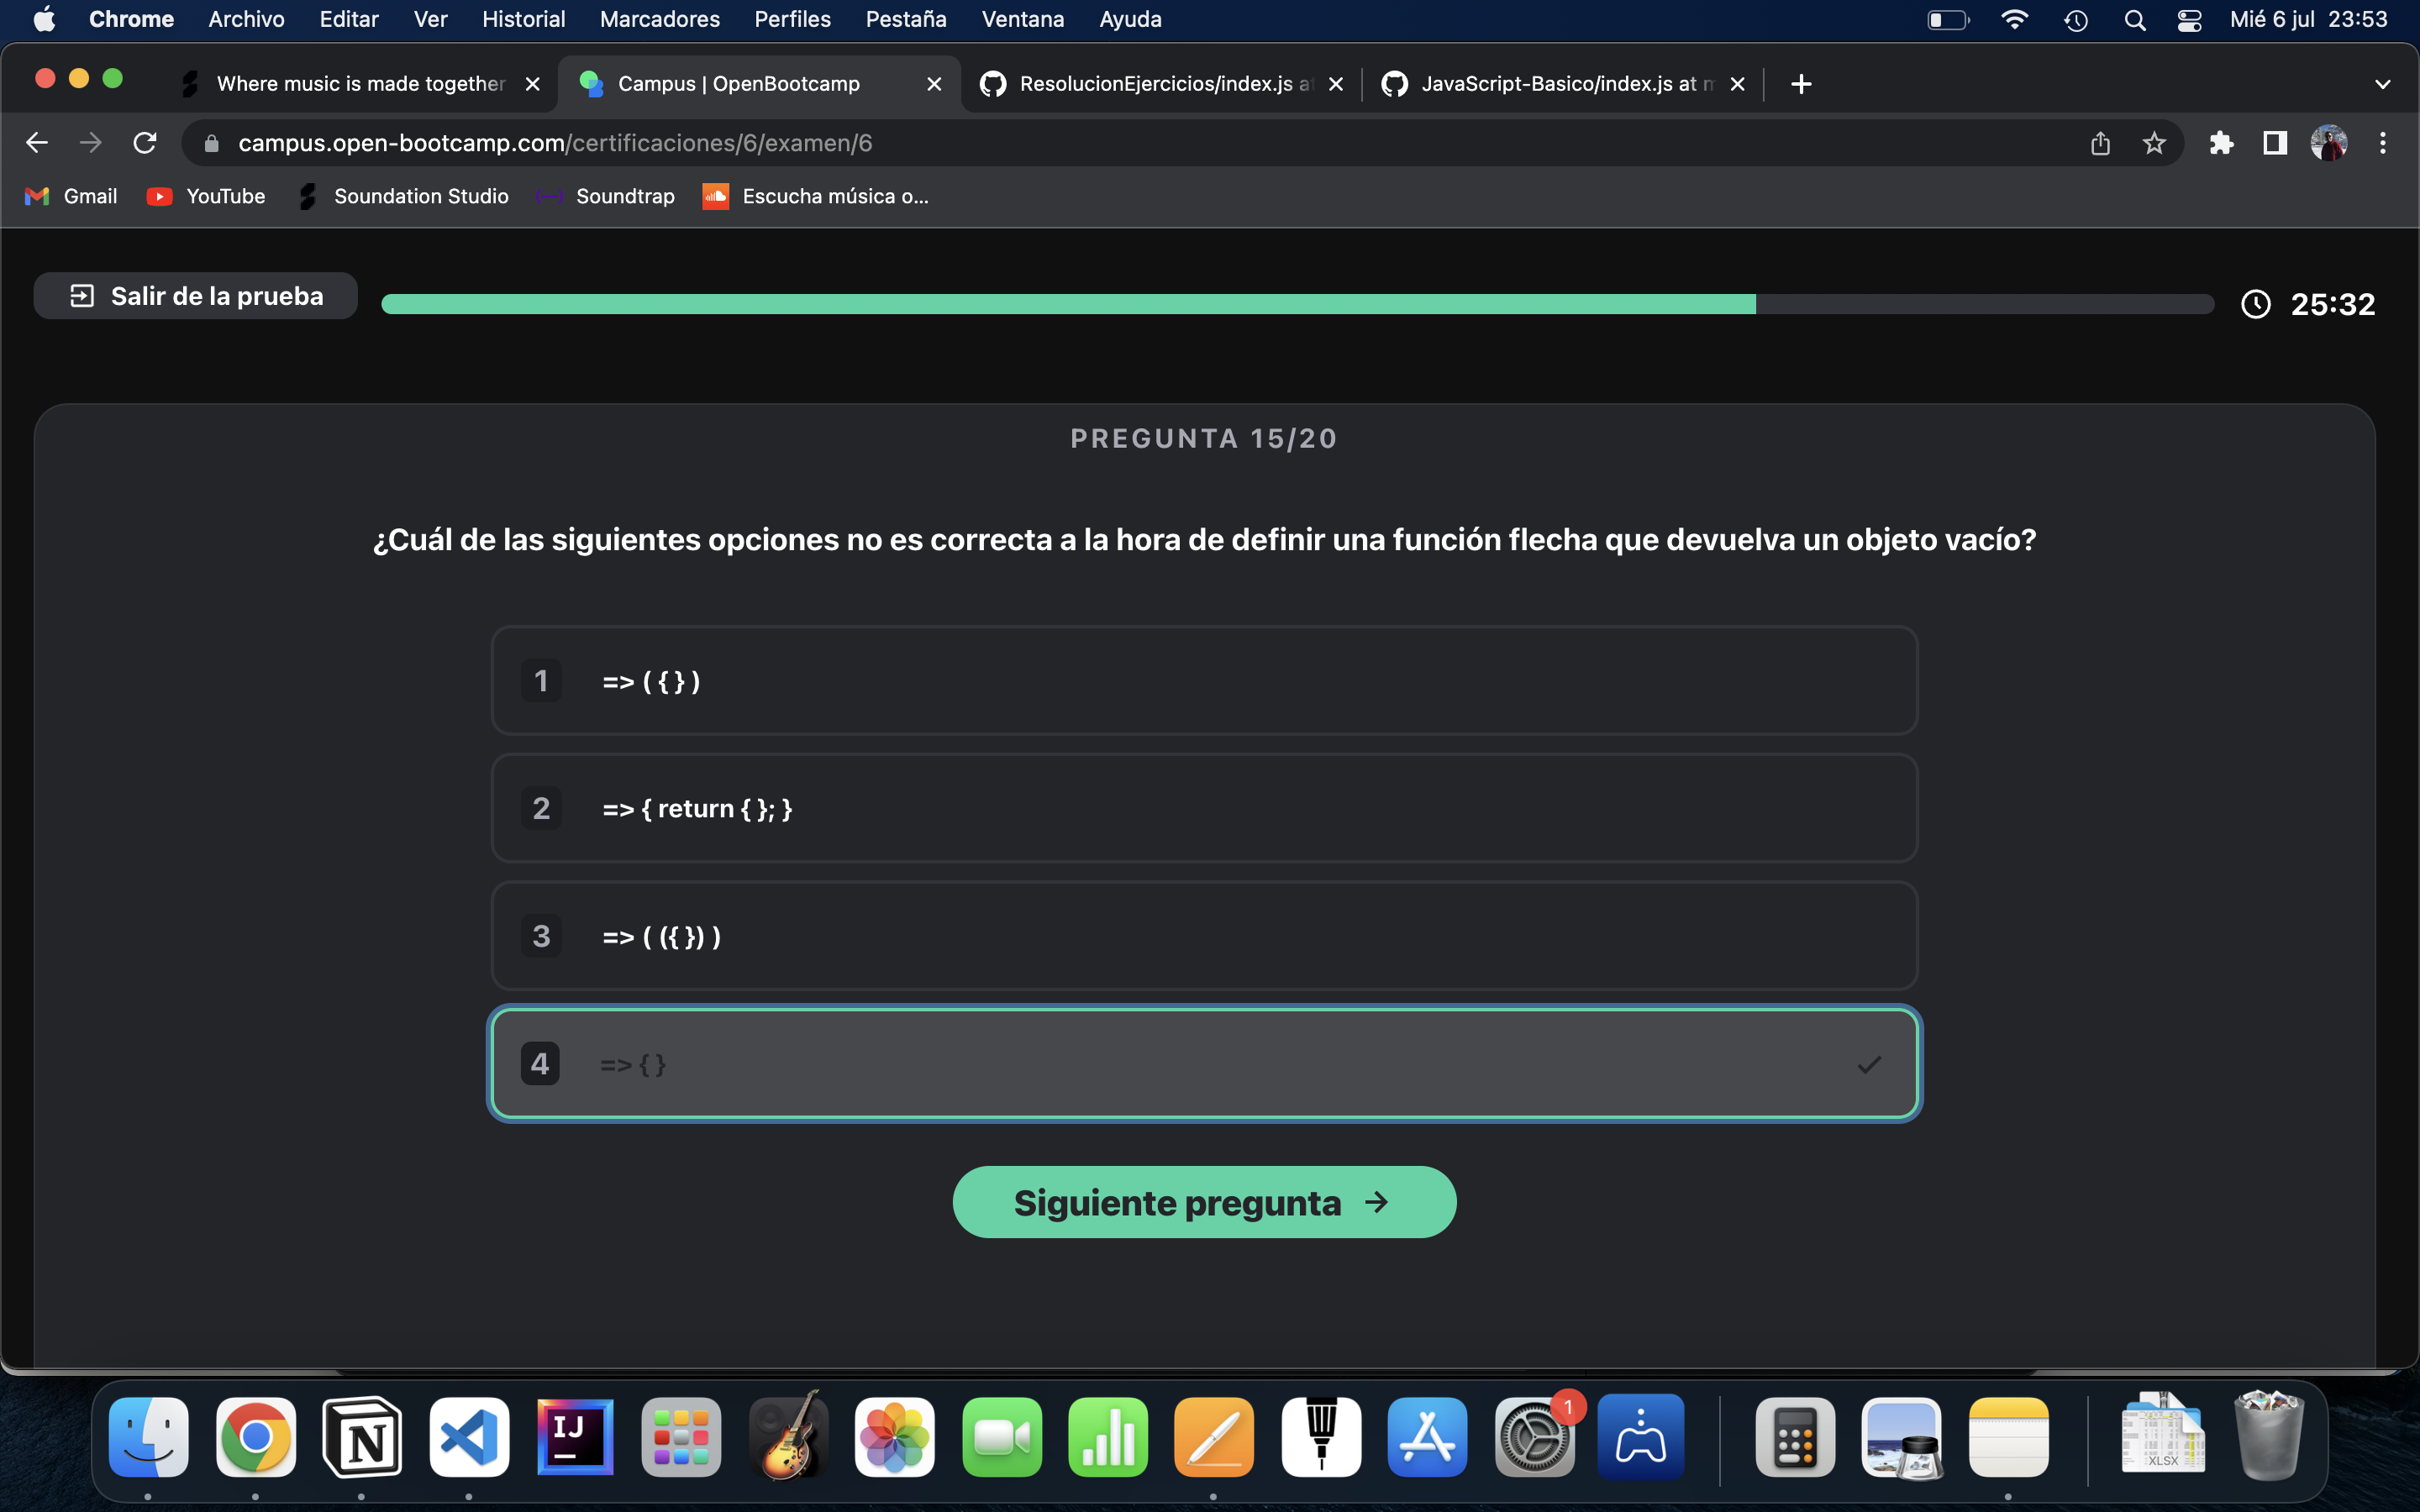 Chrome Archivo Editar Ver Historial Marcadores Perfiles Pestaña Ventana Ayuda Mié 6 jul 23:53
Where music is made together Campus | OpenBootcamp ResolucionEjercicios/index.js at JavaScript-Basico/index.js at m
campus.open-bootcamp.com/certificaciones/6/examen/6
Gmail YouTube Soundation Studio Soundtrap Escucha música o...
Salir de la prueba 25:32
PREGUNTA 15/20
¿Cuál de las siguientes opciones no es correcta a la hora de definir una función flecha que devuelva un objeto vacío?
1 => ( { } )
2 => { return { }; }
3 => ( ({ }) )
4 => { }
Siguiente pregunta →
IJ
1
XLSX